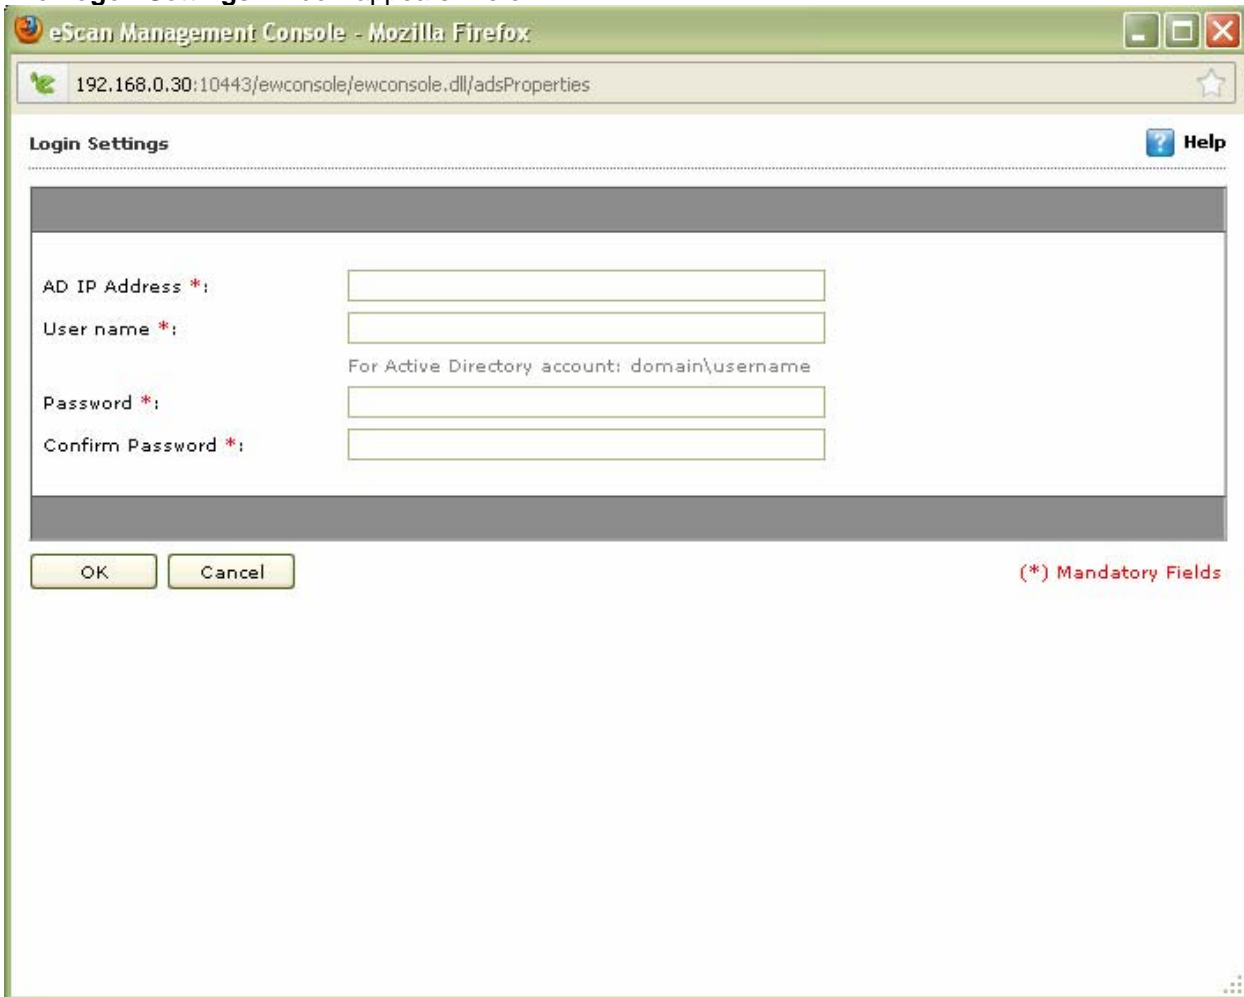 eScan Management Console - Mozilla Firefox
192.168.0.30:10443/ewconsole/ewconsole.dll/adsProperties
Login Settings
? Help
AD IP Address *:
User name *:
For Active Directory account: domain\username
Password *:
Confirm Password *:
OK Cancel (*) Mandatory Fields